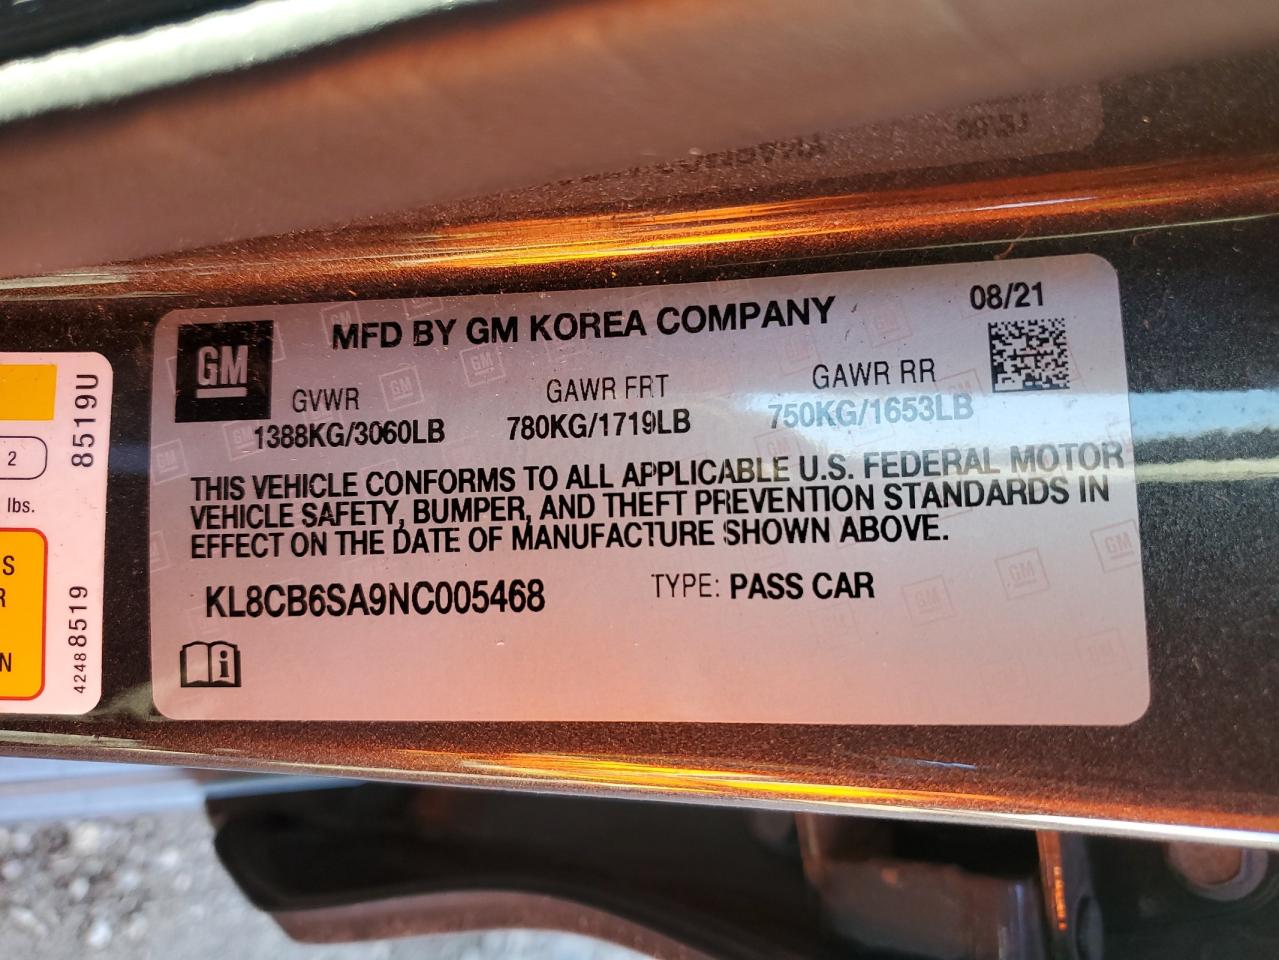 MFD BY GM KOREA COMPANY
08/21
GM
GVWR
1388KG/3060LB
GAWR FRT
780KG/1719LB
GAWR RR
750KG/1653LB
THIS VEHICLE CONFORMS TO ALL APPLICABLE U.S. FEDERAL MOTOR
VEHICLE SAFETY, BUMPER, AND THEFT PREVENTION STANDARDS IN
EFFECT ON THE DATE OF MANUFACTURE SHOWN ABOVE.
KL8CB6SA9NC005468
TYPE: PASS CAR
i
8519U
42488519
2
lbs.
S
R
N